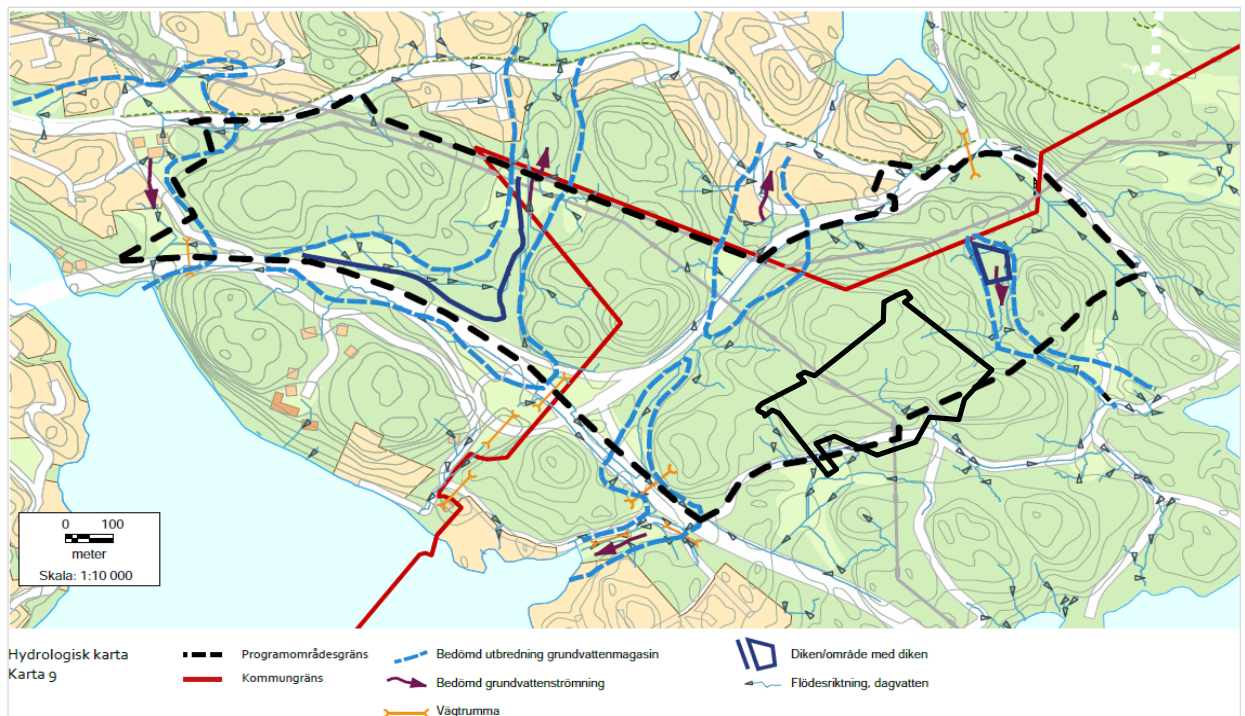 0 100
meter
Skala: 1:10 000
Hydrologisk karta
Karta 9
Programområdesgräns
Kommungräns
Bedömd utbredning grundvattenmagasin
Bedömd grundvattenströmning
Vägtrumma
Diken/område med diken
Flödesriktning, dagvatten